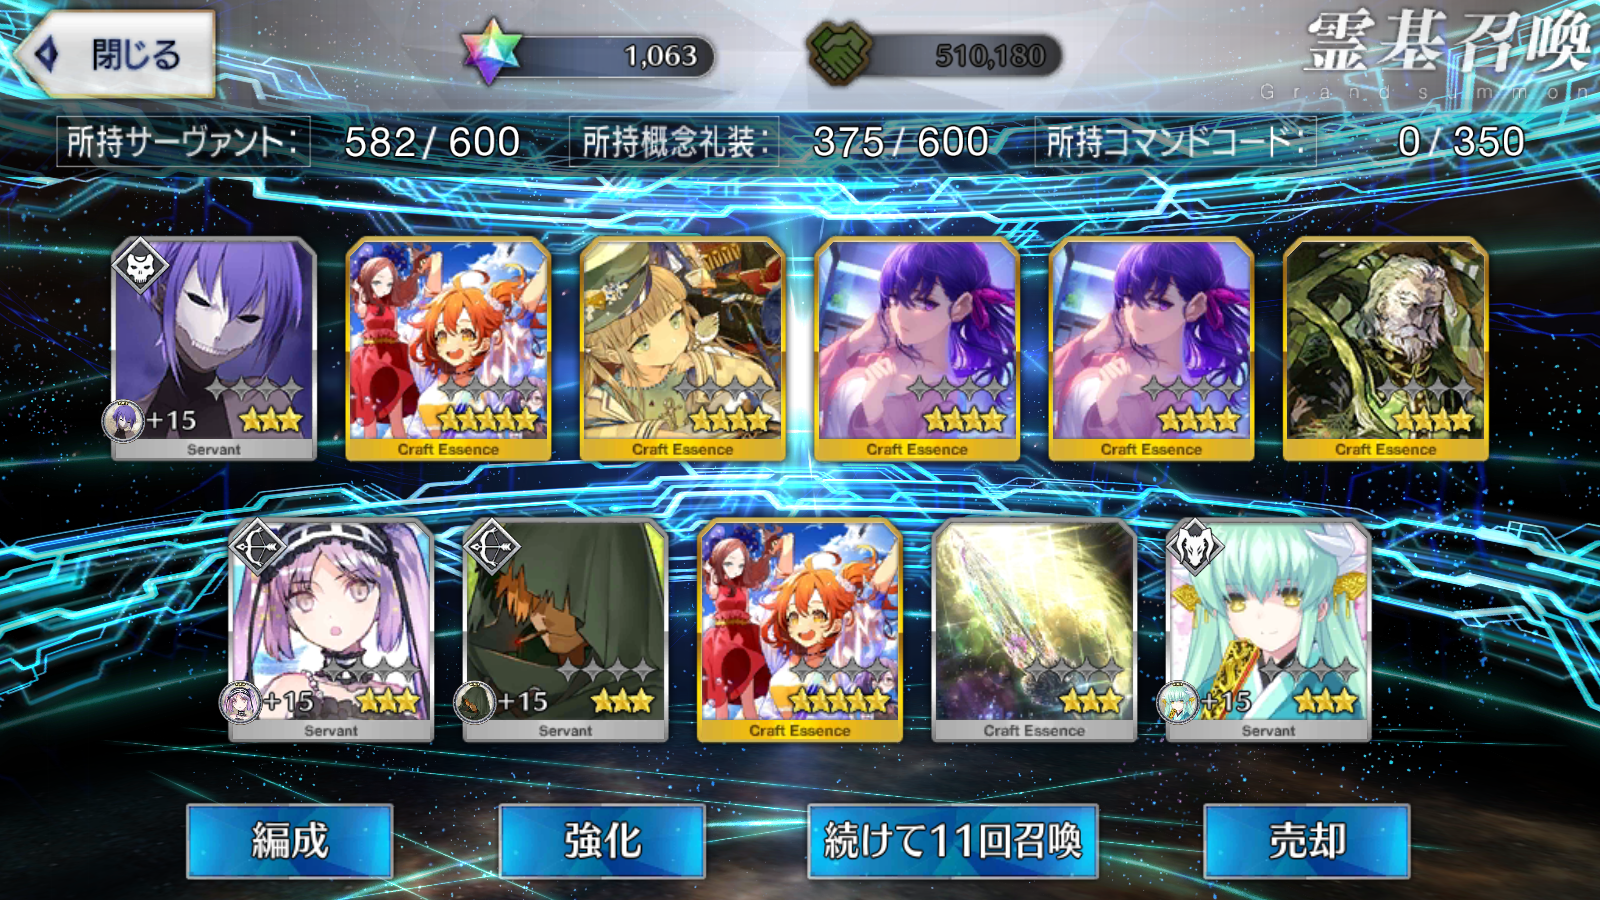 閉じる
1,063
510,180
霊基召喚
Grand summon
所持サーヴァント: 582/600
所持概念礼装: 375/600
所持コマンドコード: 0/350
+15
Servant
Craft Essence
Craft Essence
Craft Essence
Craft Essence
Craft Essence
+15
Servant
+15
Servant
Craft Essence
Craft Essence
+15
Servant
編成
強化
続けて11回召喚
売却